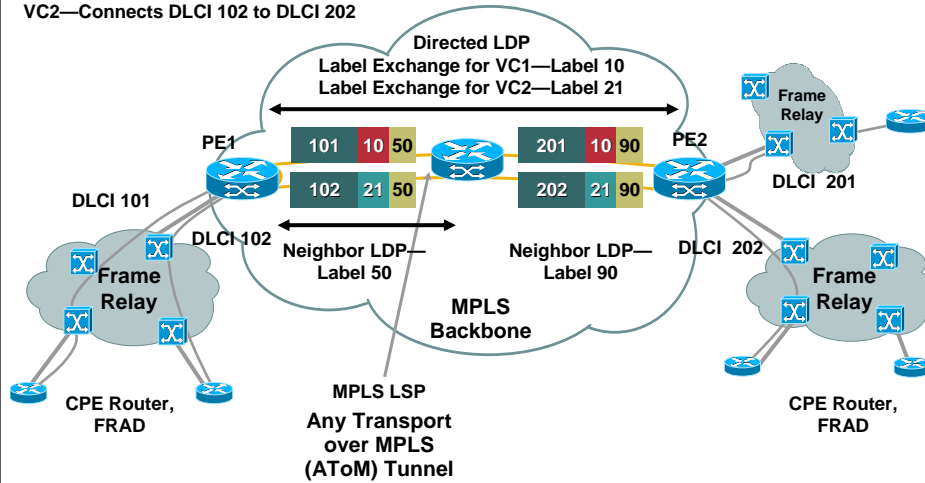 VC2—Connects DLCI 102 to DLCI 202
Directed LDP
Label Exchange for VC1—Label 10
Label Exchange for VC2—Label 21
Frame
Relay
PE1
101 10 50
201 10 90
PE2
102 21 50
202 21 90
DLCI 201
DLCI 101
DLCI 102
Neighbor LDP—
Label 50
Neighbor LDP—
Label 90
DLCI 202
Frame
Relay
Frame
Relay
MPLS
Backbone
MPLS LSP
CPE Router,
FRAD
CPE Router,
FRAD
Any Transport
over MPLS
(AToM) Tunnel